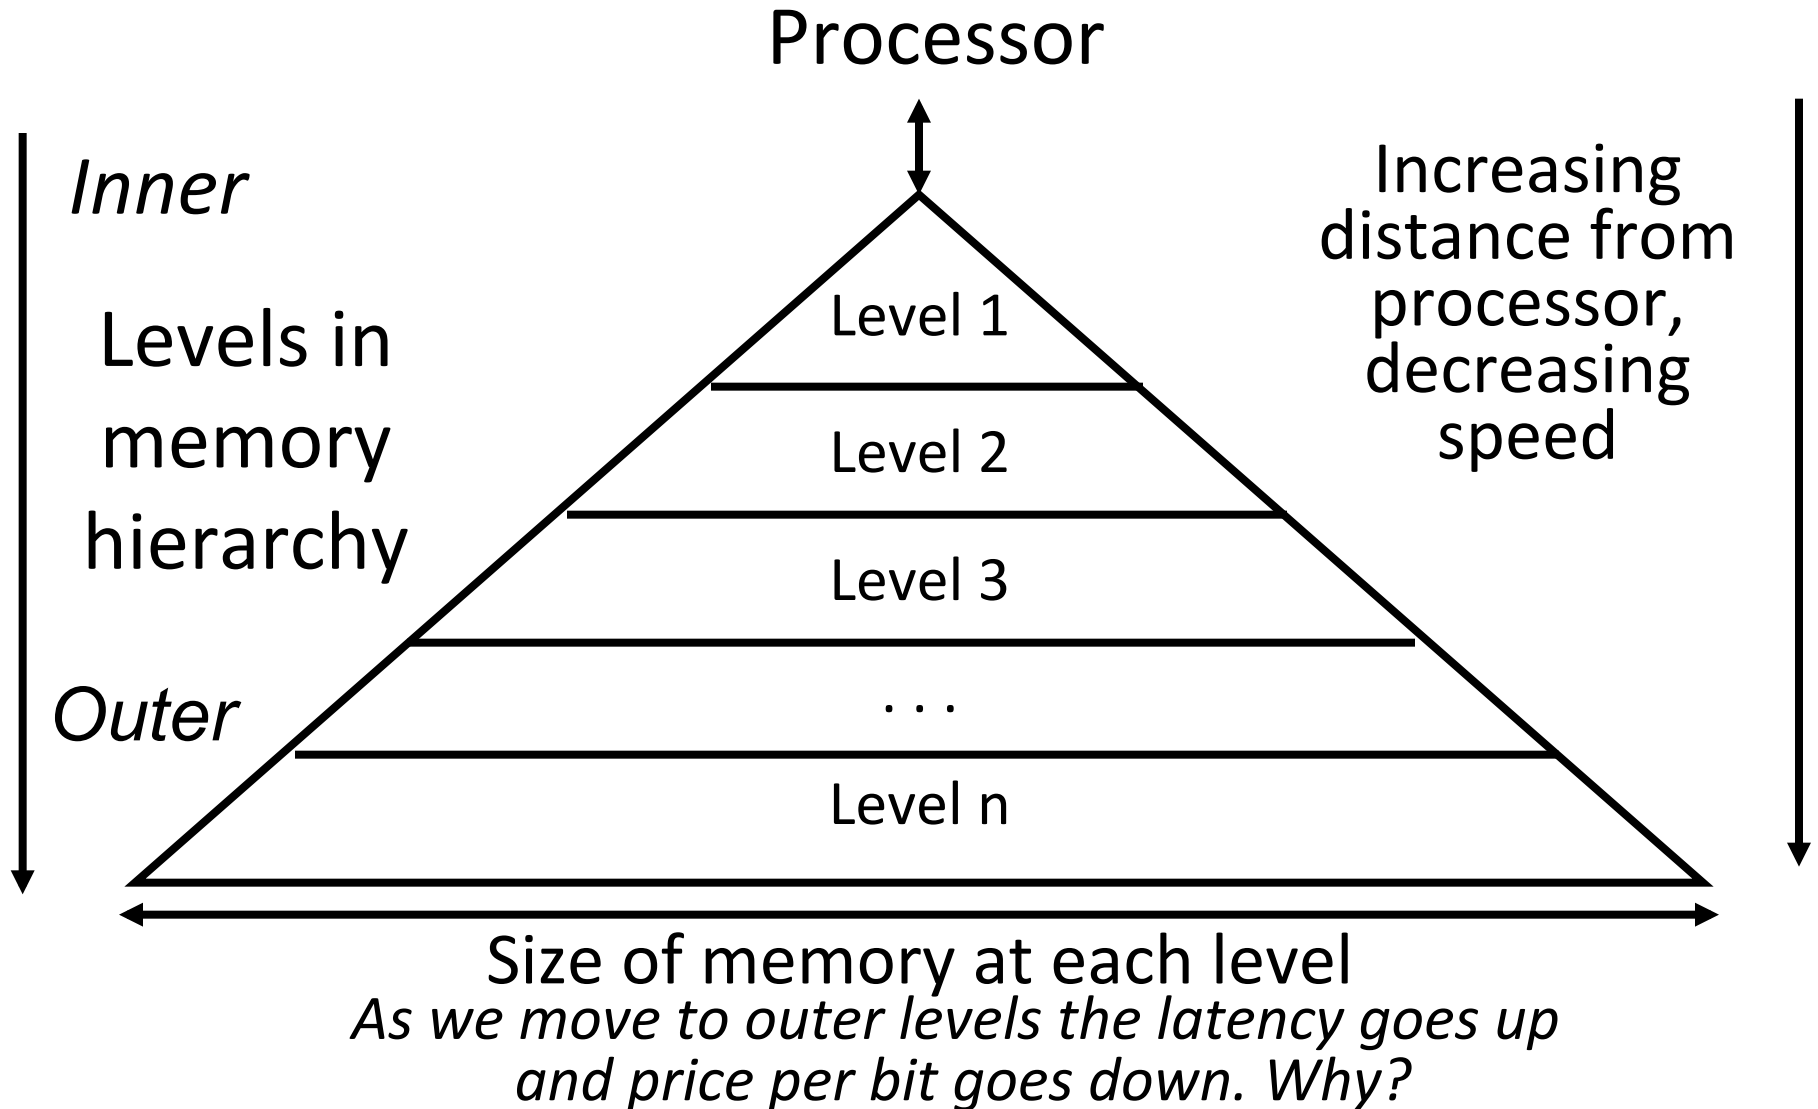 Processor
Inner
Levels in
memory
hierarchy
Outer
Increasing
distance from
processor,
decreasing
speed
Level 1
Level 2
Level 3
. . .
Level n
Size of memory at each level
As we move to outer levels the latency goes up
and price per bit goes down. Why?